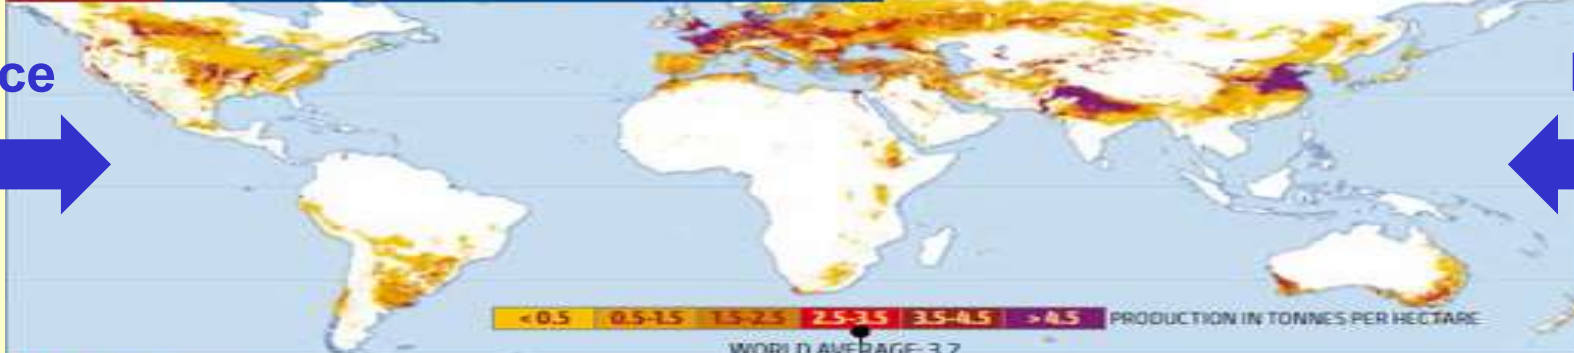 ce
< 0.5 0.5-1.5 1.5-2.5 2.5-3.5 3.5-4.5 > 4.5 PRODUCTION IN TONNES PER HECTARE
WORLD AVERAGE: 3.2